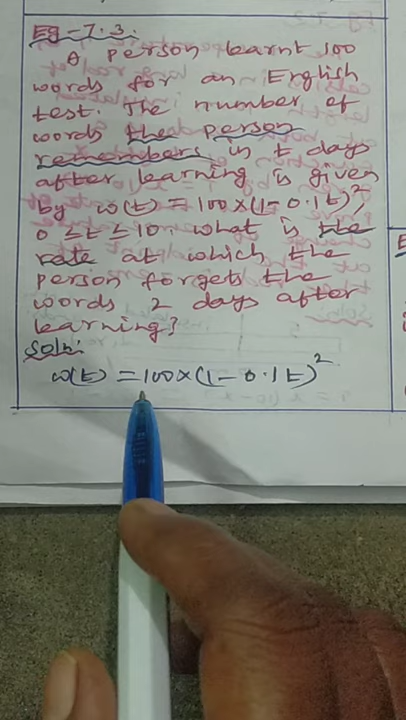 Eg-7.3:
A person learnt 100
words for an English
test. The number of
words the person
remembers in t days
after learning is given
by w(t) = 100×(1-0.1t)²,
0 ≤ t ≤ 10. what is the
rate at which the
person forgets the
words 2 days after
learning?
Soln:
w(t) = 100×(1-0.1t)²